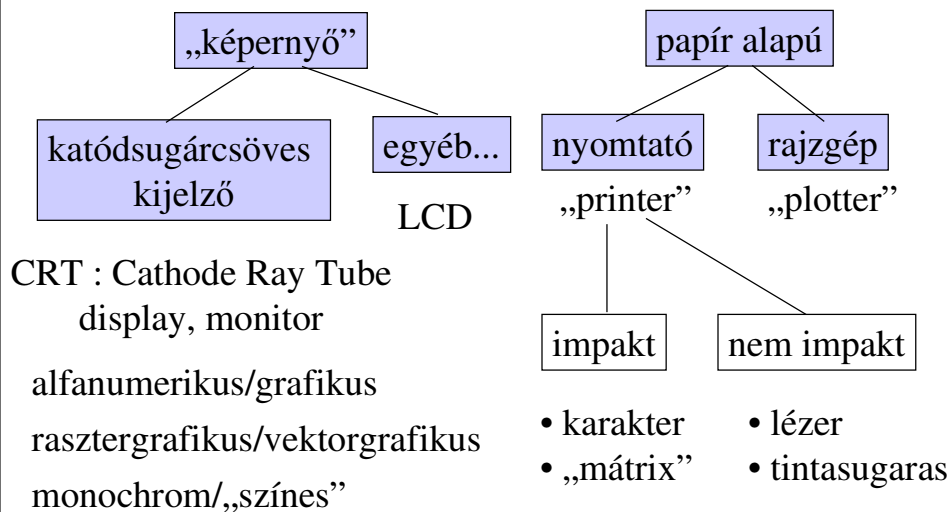 „képernyő”
katódsugárcsöves
kijelző
egyéb...
LCD
CRT : Cathode Ray Tube
display, monitor
alfanumerikus/grafikus
rasztergrafikus/vektorgrafikus
monochrom/„színes”
papír alapú
nyomtató
rajzgép
„printer”
„plotter”
impakt
nem impakt
• karakter
• „mátrix”
• lézer
• tintasugaras